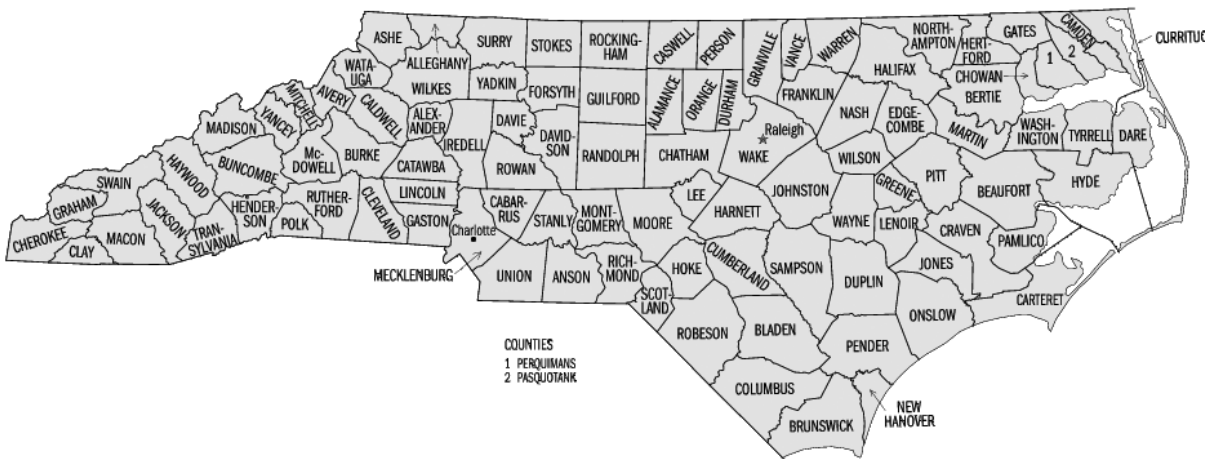 ASHE
ALLEGHANY
SURRY
STOKES
ROCKING-
HAM
CASWELL
PERSON
GRANVILLE
VANCE
WARREN
NORTH-
AMPTON
HERT-
FORD
GATES
CAMDEN
CURRITUC
WATA-
UGA
WILKES
YADKIN
FORSYTH
GUILFORD
ALAMANCE
ORANGE
DURHAM
FRANKLIN
HALIFAX
CHOWAN
1
2
BERTIE
MITCHELL
AVERY
CALDWELL
ALEX-
ANDER
IREDELL
DAVIE
DAVID-
SON
RANDOLPH
CHATHAM
Raleigh
WAKE
NASH
EDGE-
COMBE
MARTIN
WASH-
INGTON
TYRRELL
DARE
MADISON
YANCEY
McDOWELL
BURKE
CATAWBA
ROWAN
WILSON
PITT
BEAUFORT
HYDE
SWAIN
HAYWOOD
BUNCOMBE
RUTHER-
FORD
CLEVELAND
LINCOLN
GASTON
CABAR-
RUS
STANLY
MONT-
GOMERY
MOORE
LEE
HARNETT
JOHNSTON
GREENE
WAYNE
LENOIR
CRAVEN
PAMLICO
GRAHAM
CHEROKEE
CLAY
MACON
JACKSON
TRAN-
SYLVANIA
HENDER-
SON
POLK
Charlotte
MECKLENBURG
UNION
ANSON
RICH-
MOND
SCOT-
LAND
HOKE
CUMBERLAND
SAMPSON
DUPLIN
JONES
ONSLOW
CARTERET
ROBESON
BLADEN
PENDER
COLUMBUS
BRUNSWICK
NEW
HANOVER
COUNTIES
1 PERQUIMANS
2 PASQUOTANK